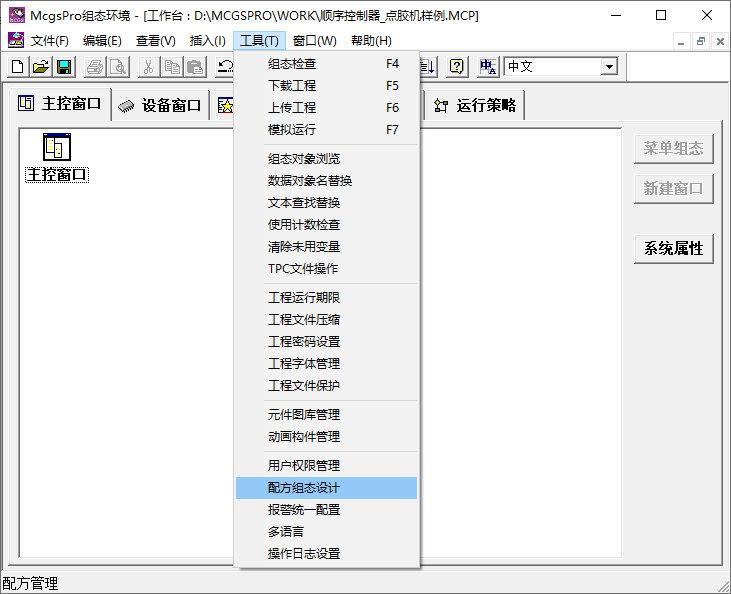 McgsPro组态环境 - [工作台 : D:\MCGSPRO\WORK\顺序控制器_点胶机样例.MCP]
文件(F) 编辑(E) 查看(V) 插入(I) 工具(T) 窗口(W) 帮助(H)
中文
主控窗口 设备窗口 运行策略
主控窗口
组态检查 F4
下载工程 F5
上传工程 F6
模拟运行 F7
组态对象浏览
数据对象名替换
文本查找替换
使用计数检查
清除未用变量
TPC文件操作
工程运行期限
工程文件压缩
工程密码设置
工程字体管理
工程文件保护
元件图库管理
动画构件管理
用户权限管理
配方组态设计
报警统一配置
多语言
操作日志设置
菜单组态
新建窗口
系统属性
配方管理